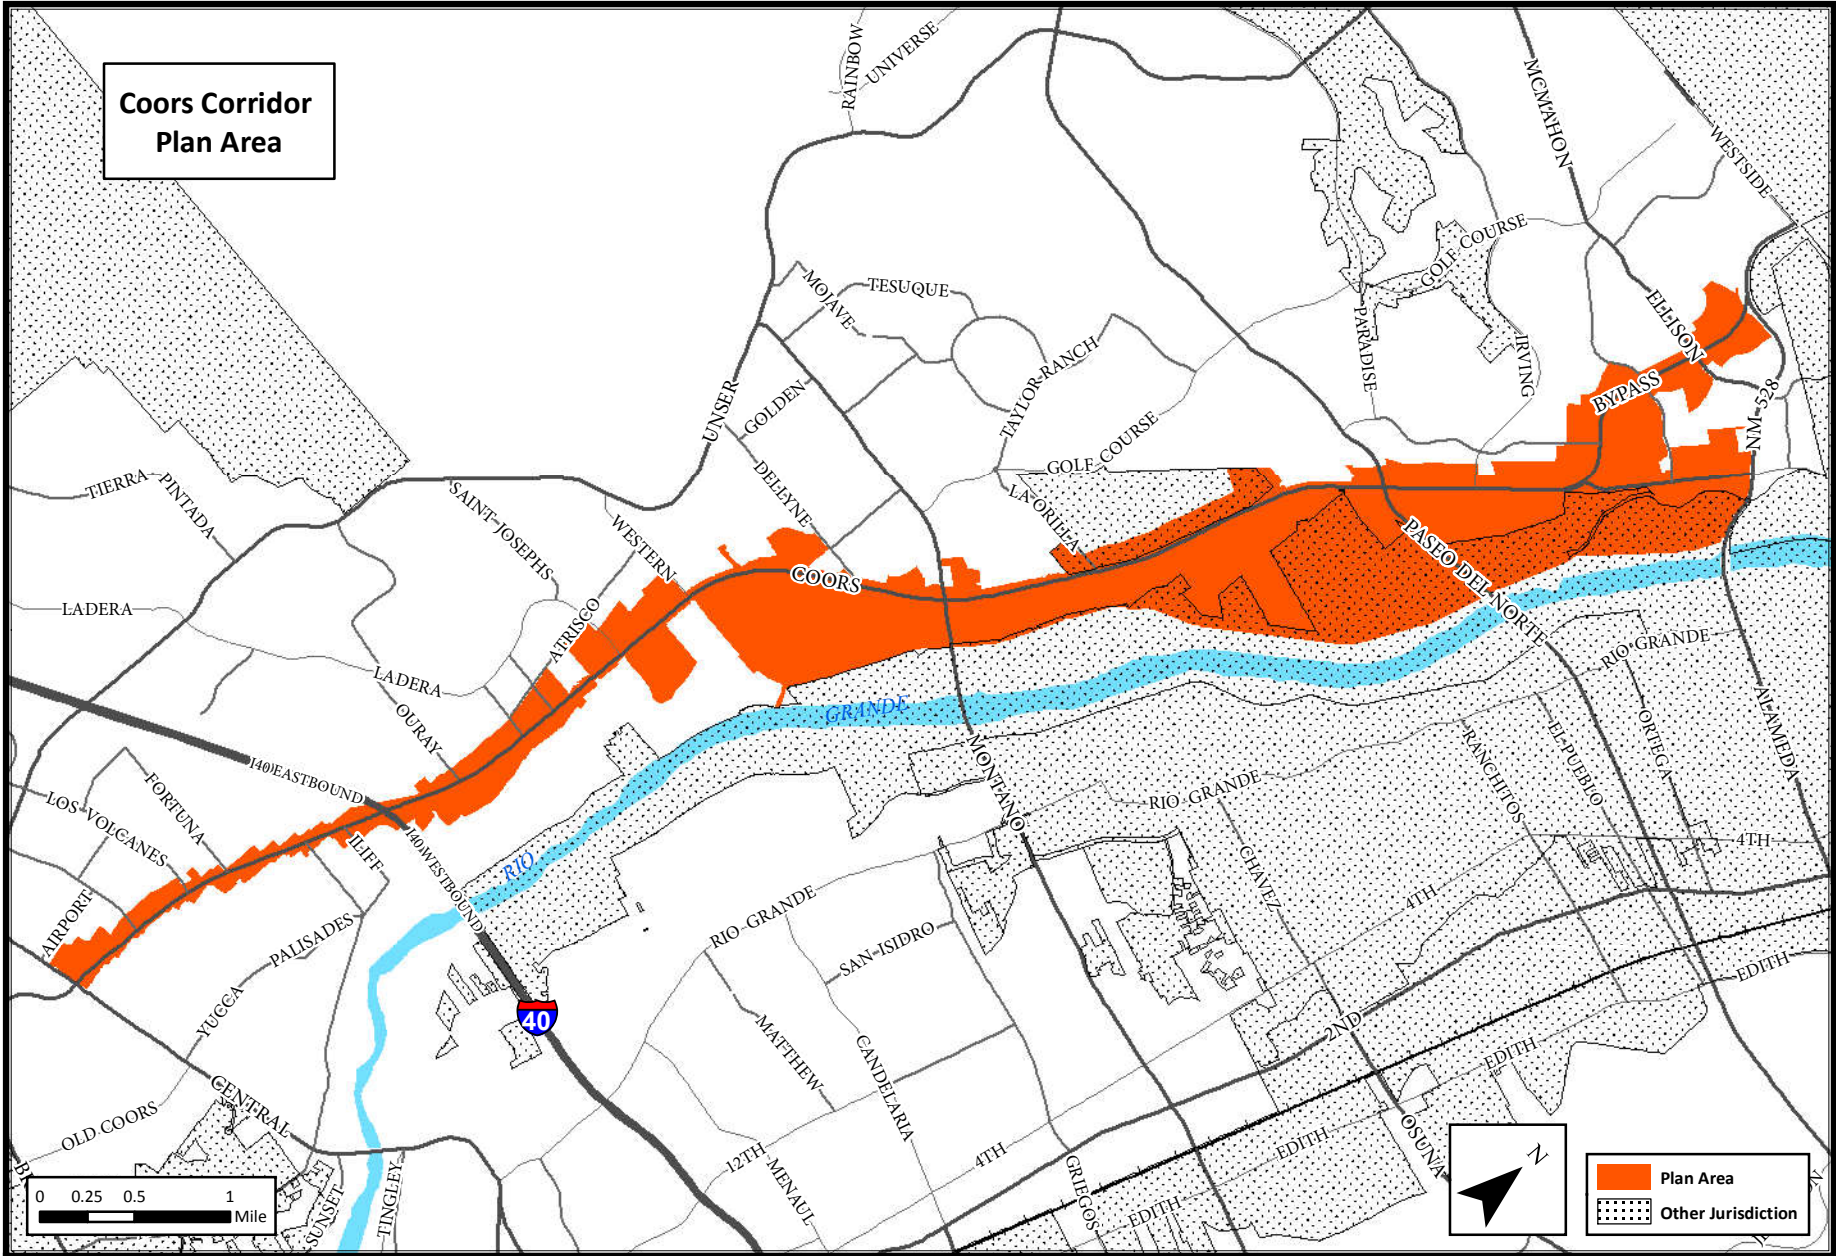 Coors Corridor
Plan Area
RAINBOW
UNIVERSE
MCMAHON
WESTSIDE
GOLF COURSE
MOJAVE
TESUQUE
PARADISE
IRVING
ELLISON
BYPASS
NM 528
UNSER
GOLDEN
TAYLOR RANCH
GOLF COURSE
DELLYNE
LA ORILLA
TIERRA
PINTADA
SAINT JOSEPHS
WESTERN
COORS
PASEO DEL NORTE
LADERA
ATRISCO
LADERA
OURAY
RIO GRANDE
GRANDE
ALAMEDA
ORTEGA
EL PUEBLO
RANCHITOS
MONTANO
I40 EASTBOUND
FORTUNA
LOS VOLCANES
ILIFF
I40 WESTBOUND
RIO
RIO GRANDE
CHAVEZ
4TH
4TH
AIRPORT
PALISADES
RIO GRANDE
SAN ISIDRO
EDITH
YUCCA
40
MATTHEW
CANDELARIA
2ND
EDITH
CENTRAL
OLD COORS
OSUNA
EDITH
12TH
MENAUL
4TH
GRIEGOS
EDITH
SUNSET
TINGLEY
0 0.25 0.5 1
Mile
N
Plan Area
Other Jurisdiction